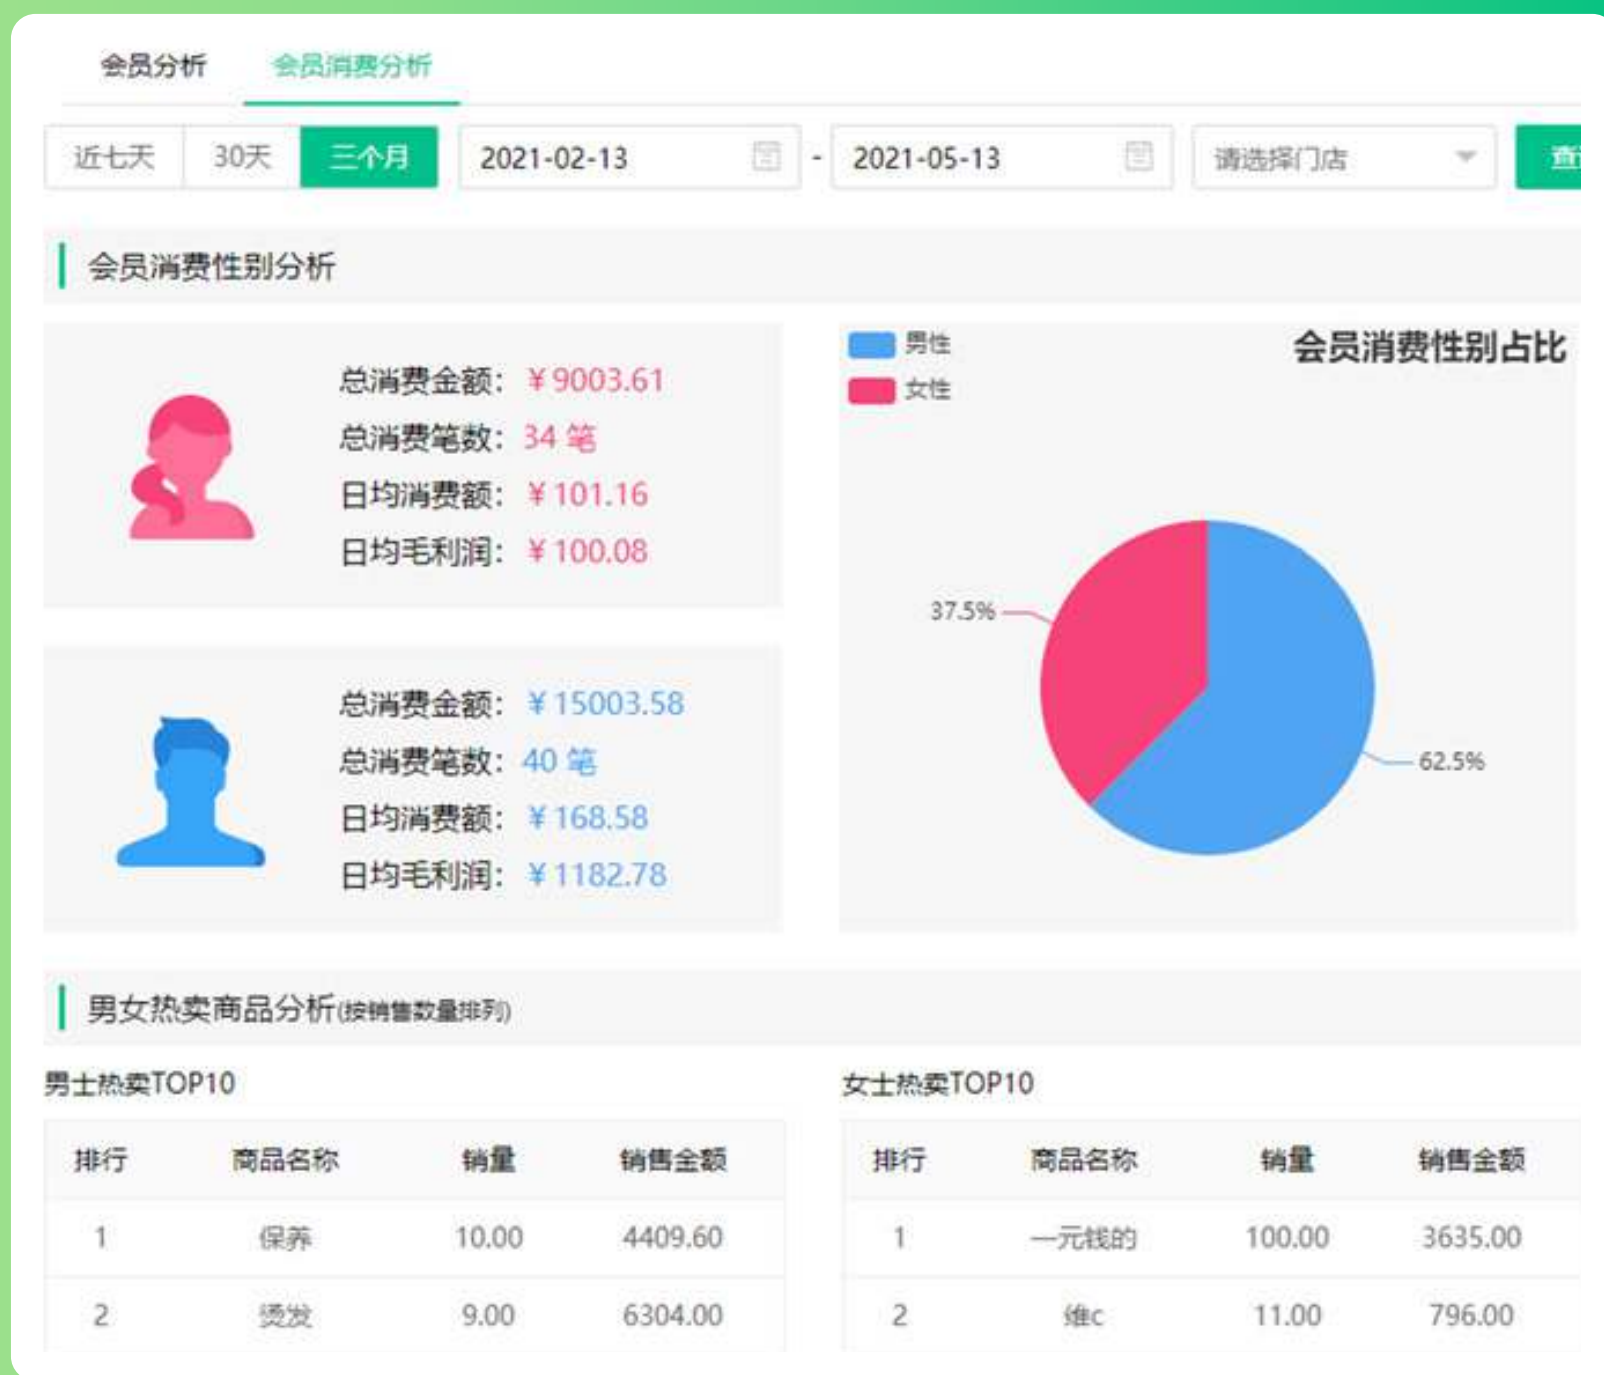 会员分析 会员消费分析
近七天 30天 三个月 2021-02-13 - 2021-05-13 请选择门店 查
会员消费性别分析
总消费金额：￥9003.61
总消费笔数：34 笔
日均消费额：￥101.16
日均毛利润：￥100.08
总消费金额：￥15003.58
总消费笔数：40 笔
日均消费额：￥168.58
日均毛利润：￥1182.78
男性
女性
会员消费性别占比
37.5%
62.5%
男女热卖商品分析(按销售数量排列)
男士热卖TOP10
排行 商品名称 销量 销售金额
1 保养 10.00 4409.60
2 烫发 9.00 6304.00
女士热卖TOP10
排行 商品名称 销量 销售金额
1 一元钱的 100.00 3635.00
2 维c 11.00 796.00